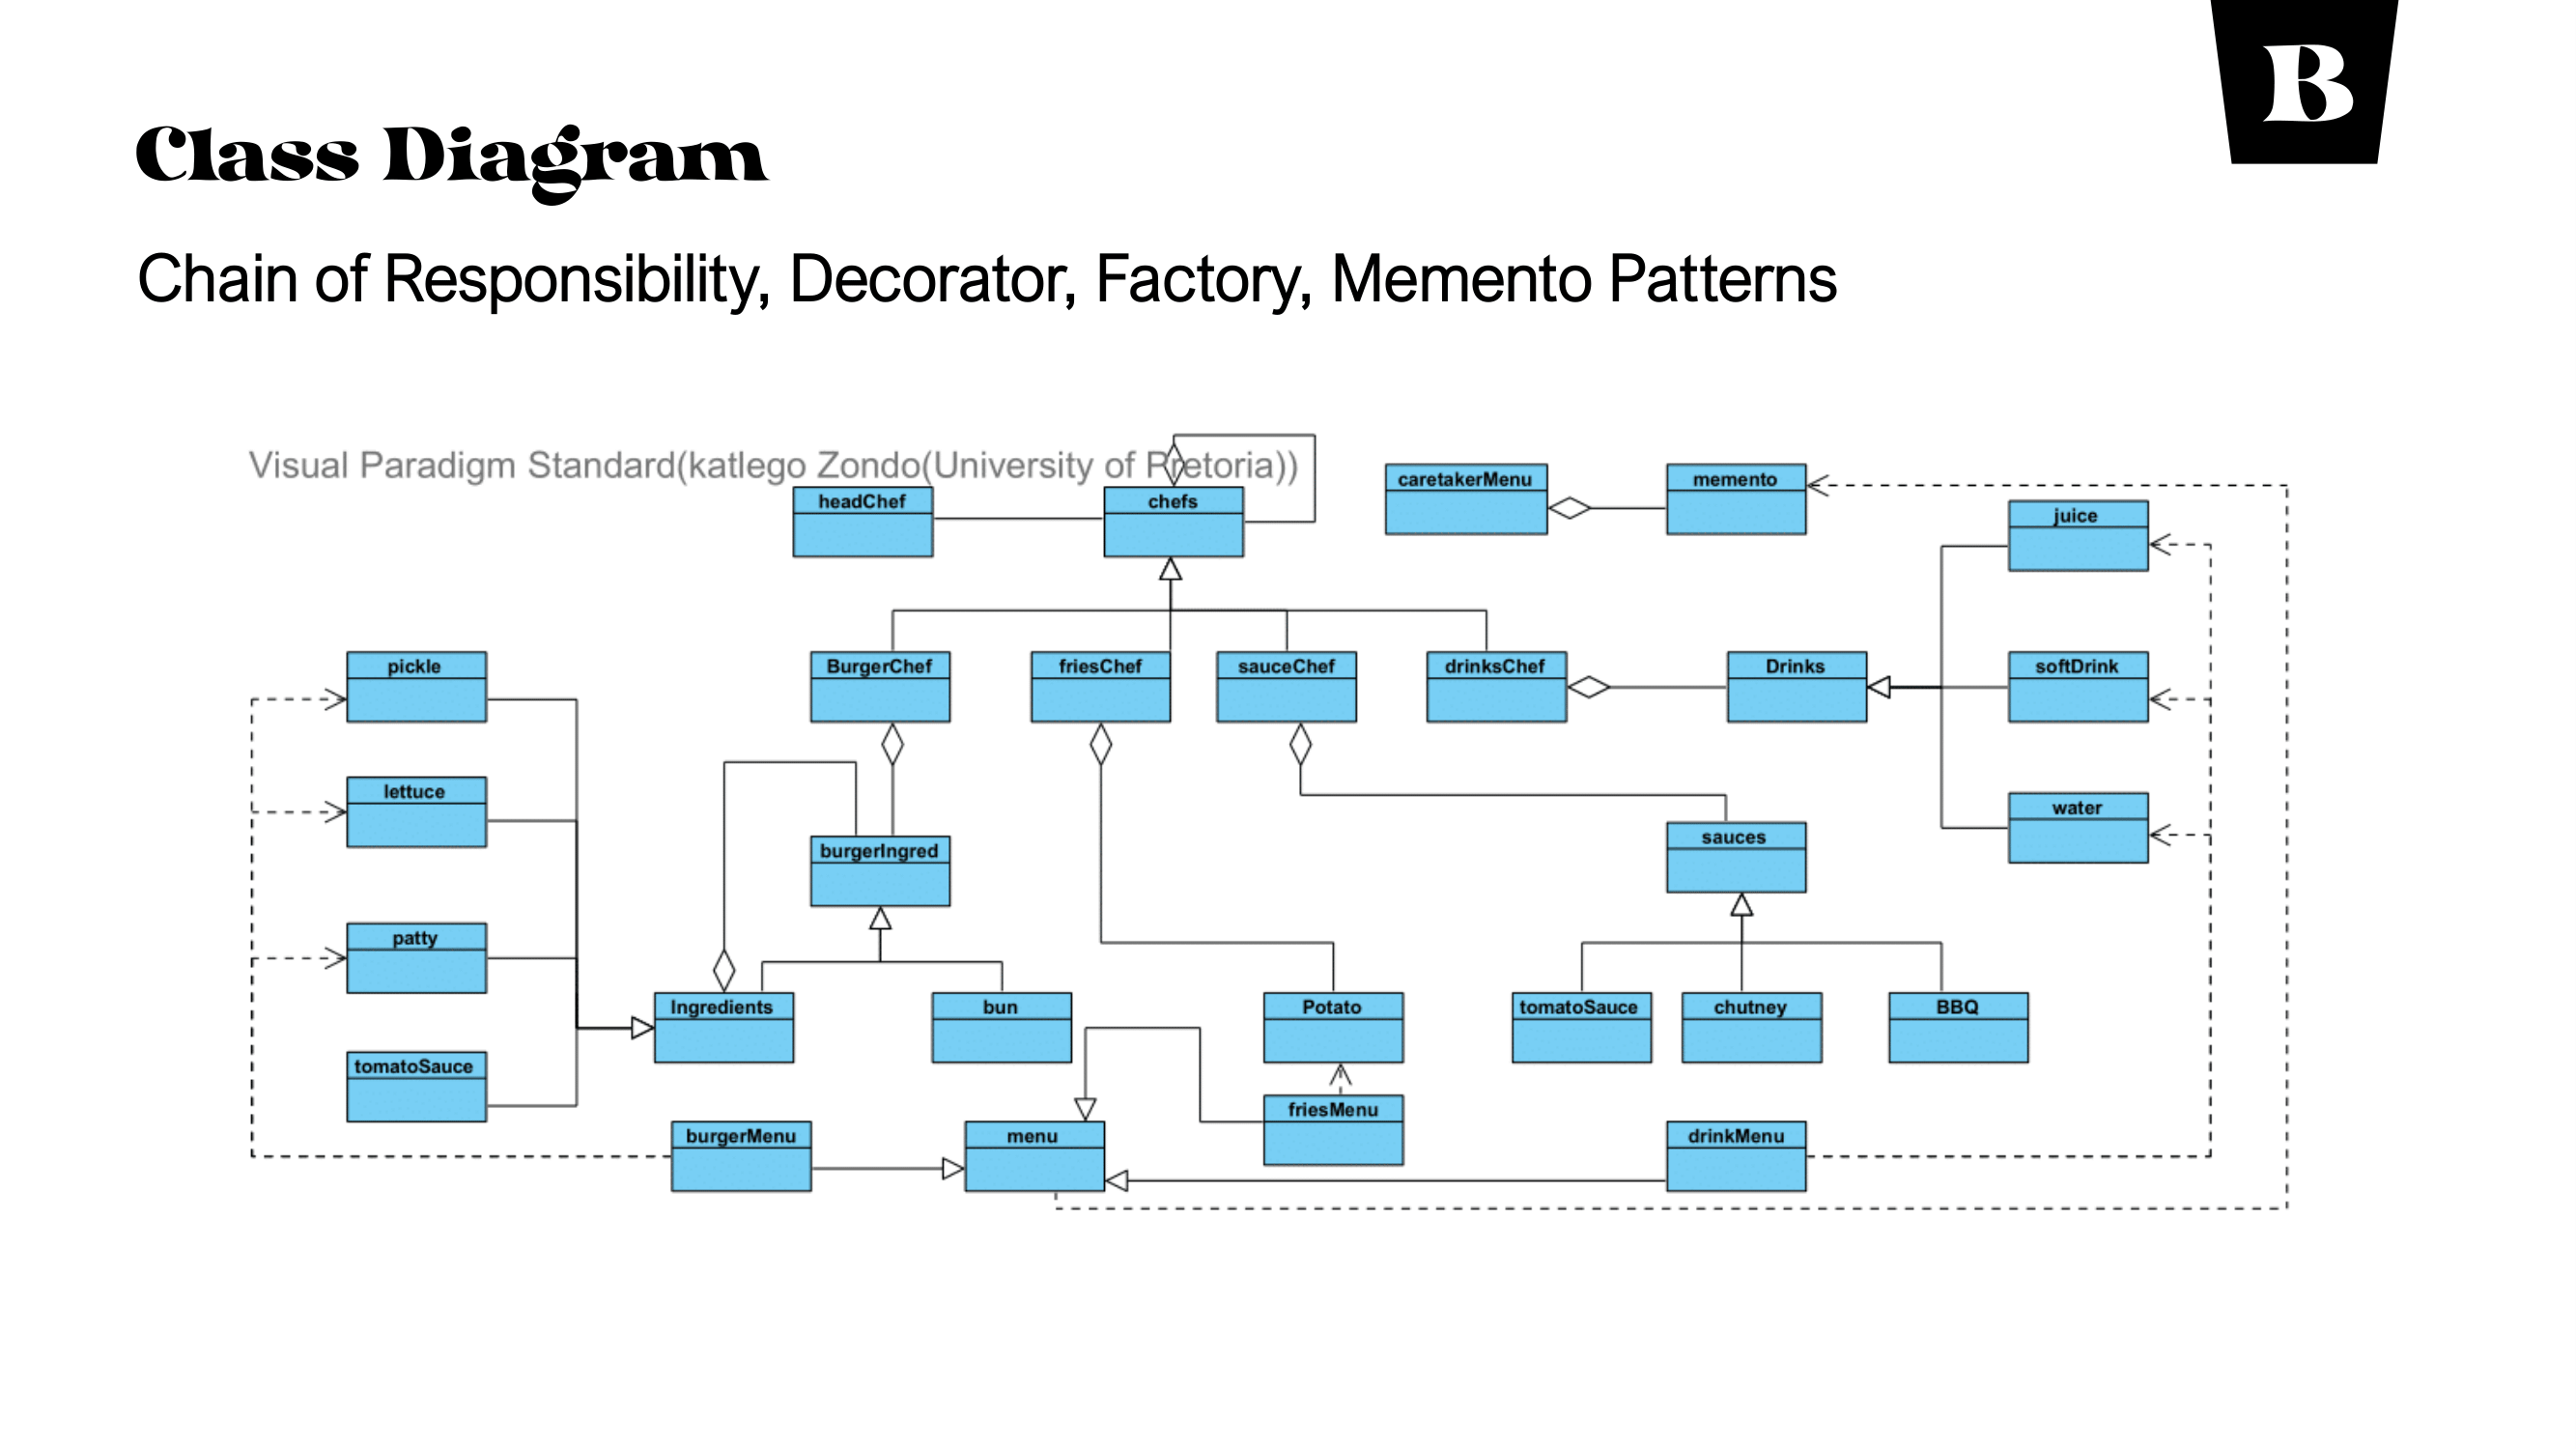 B
Class Diagram
Chain of Responsibility, Decorator, Factory, Memento Patterns
Visual Paradigm Standard(katlego Zondo(University of Pretoria))
headChef
chefs
caretakerMenu
memento
juice
pickle
BurgerChef
friesChef
sauceChef
drinksChef
Drinks
softDrink
lettuce
water
burgerIngred
sauces
patty
Ingredients
bun
Potato
tomatoSauce
chutney
BBQ
tomatoSauce
friesMenu
burgerMenu
menu
drinkMenu